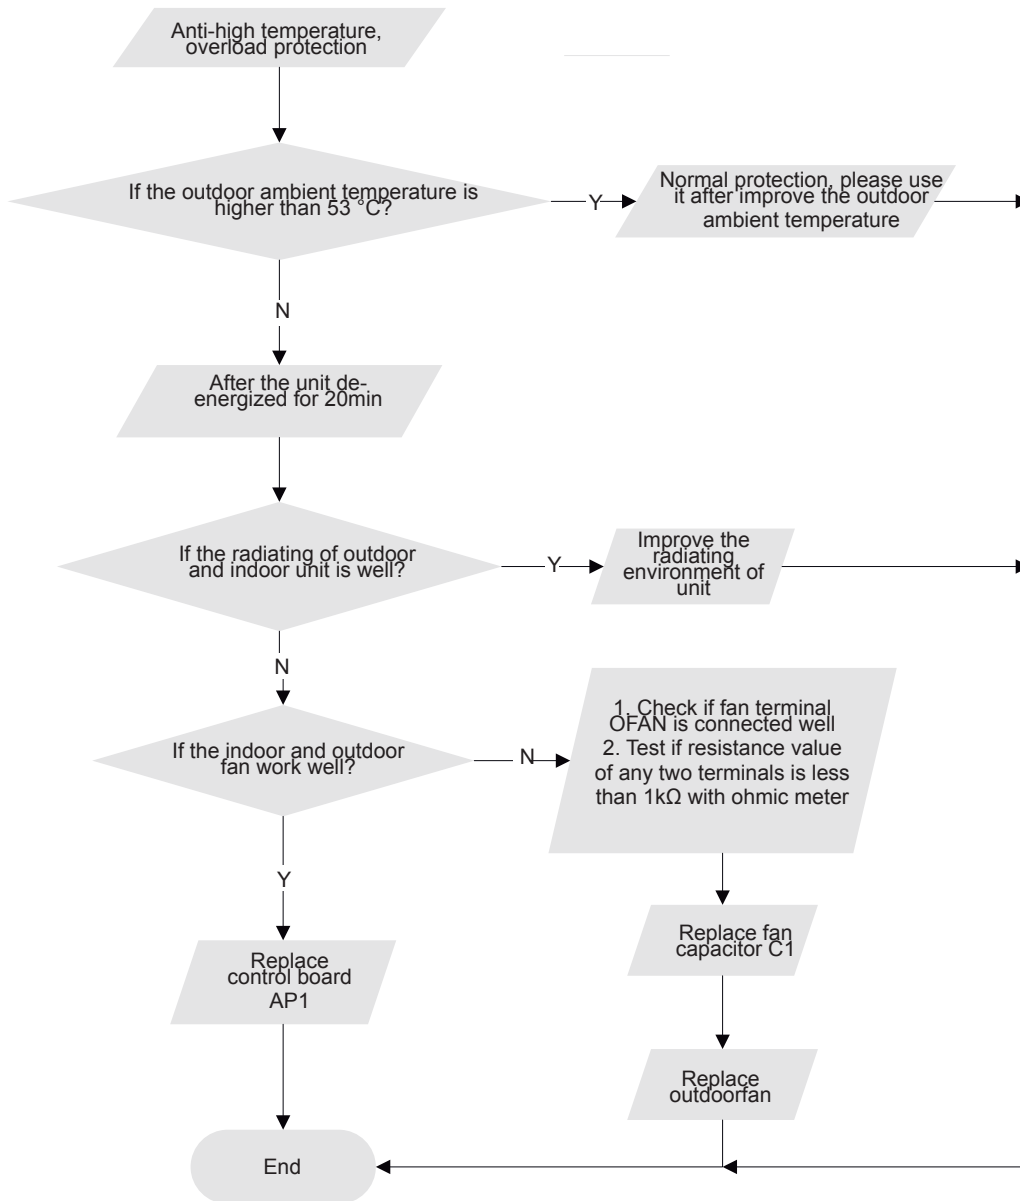 Anti-high temperature,
overload protection
If the outdoor ambient temperature is
higher than 53 °C?
Y
Normal protection, please use
it after improve the outdoor
ambient temperature
N
After the unit de-
energized for 20min
If the radiating of outdoor
and indoor unit is well?
Y
Improve the
radiating
environment of
unit
N
If the indoor and outdoor
fan work well?
N
1. Check if fan terminal
OFAN is connected well
2. Test if resistance value
of any two terminals is less
than 1kΩ with ohmic meter
Y
Replace
control board
AP1
Replace fan
capacitor C1
Replace
outdoorfan
End